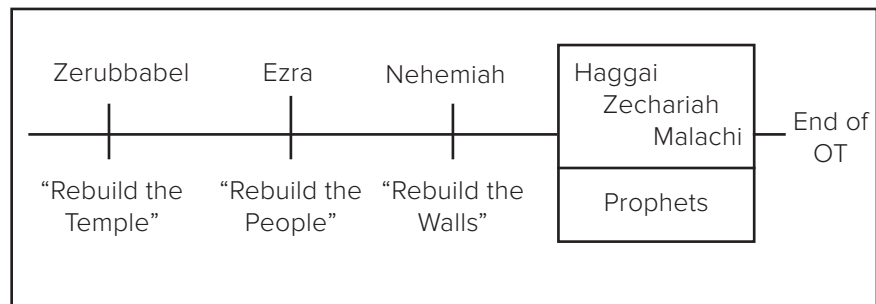 Zerubbabel
Ezra
Nehemiah
Haggai
Zechariah
Malachi
End of
OT
“Rebuild the
Temple”
“Rebuild the
People”
“Rebuild the
Walls”
Prophets